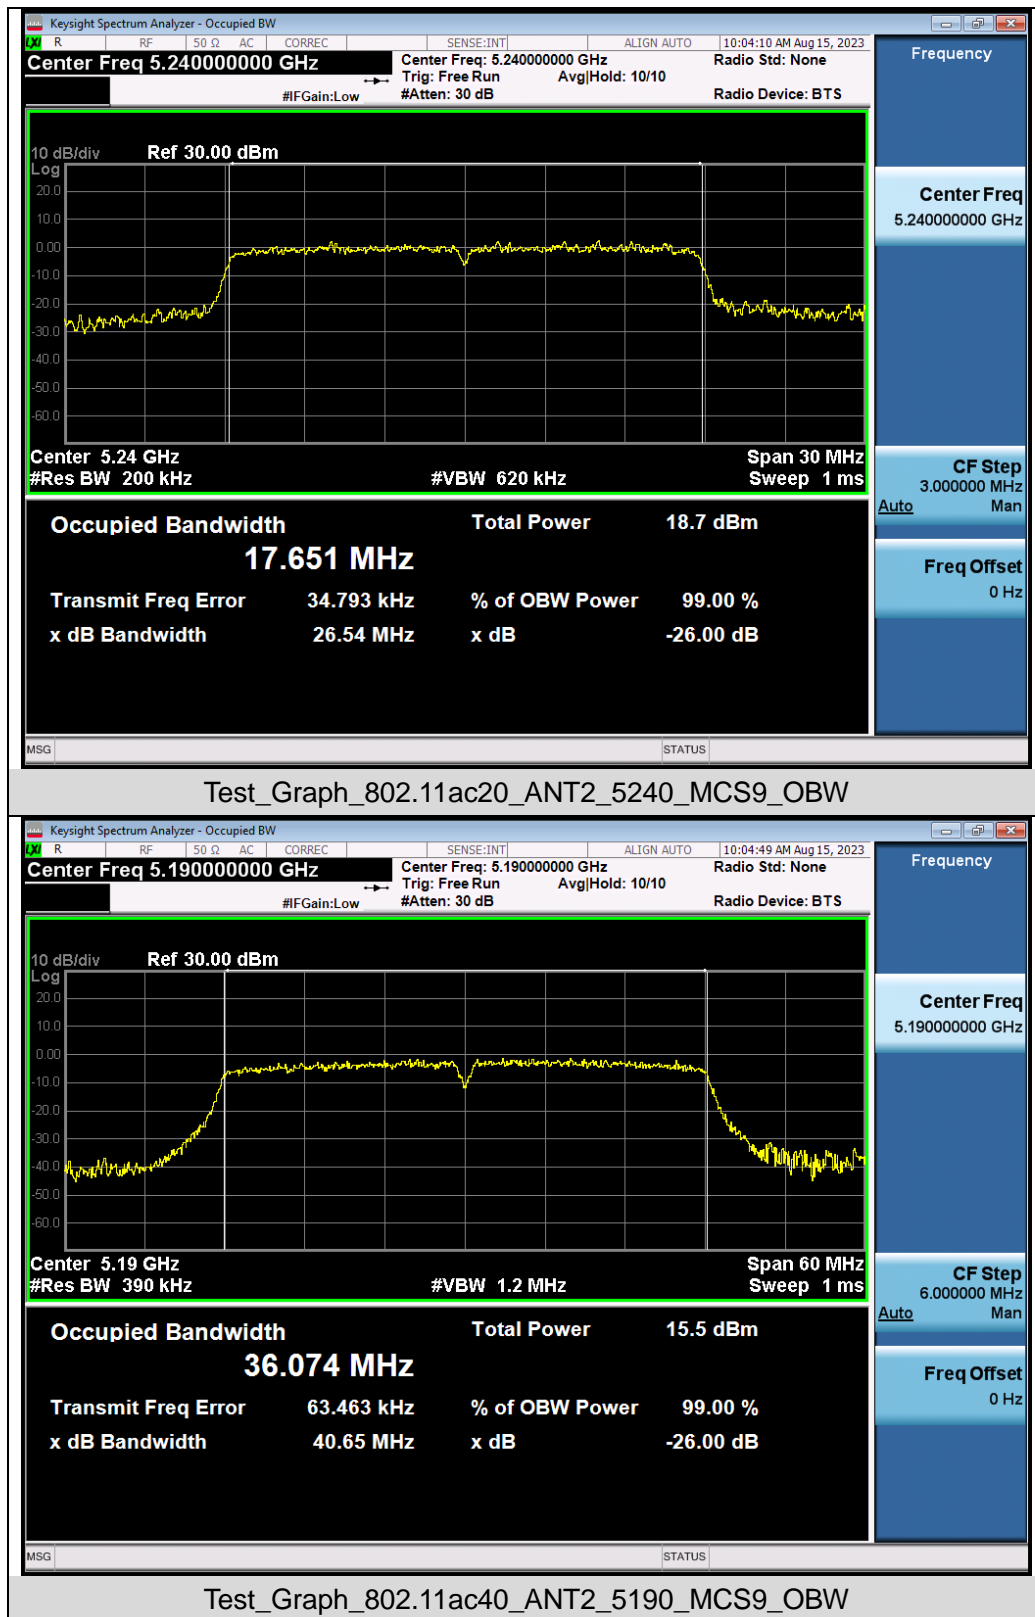 Keysight Spectrum Analyzer - Occupied BW
LXI R RF 50 Ω AC CORREC SENSE:INT ALIGN AUTO 10:04:10 AM Aug 15, 2023
Center Freq 5.240000000 GHz
Center Freq: 5.240000000 GHz
Radio Std: None
Trig: Free Run Avg|Hold: 10/10
#IFGain:Low
#Atten: 30 dB
Radio Device: BTS
10 dB/div Ref 30.00 dBm
Log
20.0
10.0
0.00
-10.0
-20.0
-30.0
-40.0
-50.0
-60.0
Center 5.24 GHz
Span 30 MHz
#Res BW 200 kHz
#VBW 620 kHz
Sweep 1 ms
Occupied Bandwidth
Total Power 18.7 dBm
17.651 MHz
Transmit Freq Error 34.793 kHz
% of OBW Power 99.00 %
x dB Bandwidth 26.54 MHz
x dB -26.00 dB
Frequency
Center Freq
5.240000000 GHz
CF Step
3.000000 MHz
Auto Man
Freq Offset
0 Hz
MSG STATUS
Test_Graph_802.11ac20_ANT2_5240_MCS9_OBW
Keysight Spectrum Analyzer - Occupied BW
LXI R RF 50 Ω AC CORREC SENSE:INT ALIGN AUTO 10:04:49 AM Aug 15, 2023
Center Freq 5.190000000 GHz
Center Freq: 5.190000000 GHz
Radio Std: None
Trig: Free Run Avg|Hold: 10/10
#IFGain:Low
#Atten: 30 dB
Radio Device: BTS
10 dB/div Ref 30.00 dBm
Log
20.0
10.0
0.00
-10.0
-20.0
-30.0
-40.0
-50.0
-60.0
Center 5.19 GHz
Span 60 MHz
#Res BW 390 kHz
#VBW 1.2 MHz
Sweep 1 ms
Occupied Bandwidth
Total Power 15.5 dBm
36.074 MHz
Transmit Freq Error 63.463 kHz
% of OBW Power 99.00 %
x dB Bandwidth 40.65 MHz
x dB -26.00 dB
Frequency
Center Freq
5.190000000 GHz
CF Step
6.000000 MHz
Auto Man
Freq Offset
0 Hz
MSG STATUS
Test_Graph_802.11ac40_ANT2_5190_MCS9_OBW